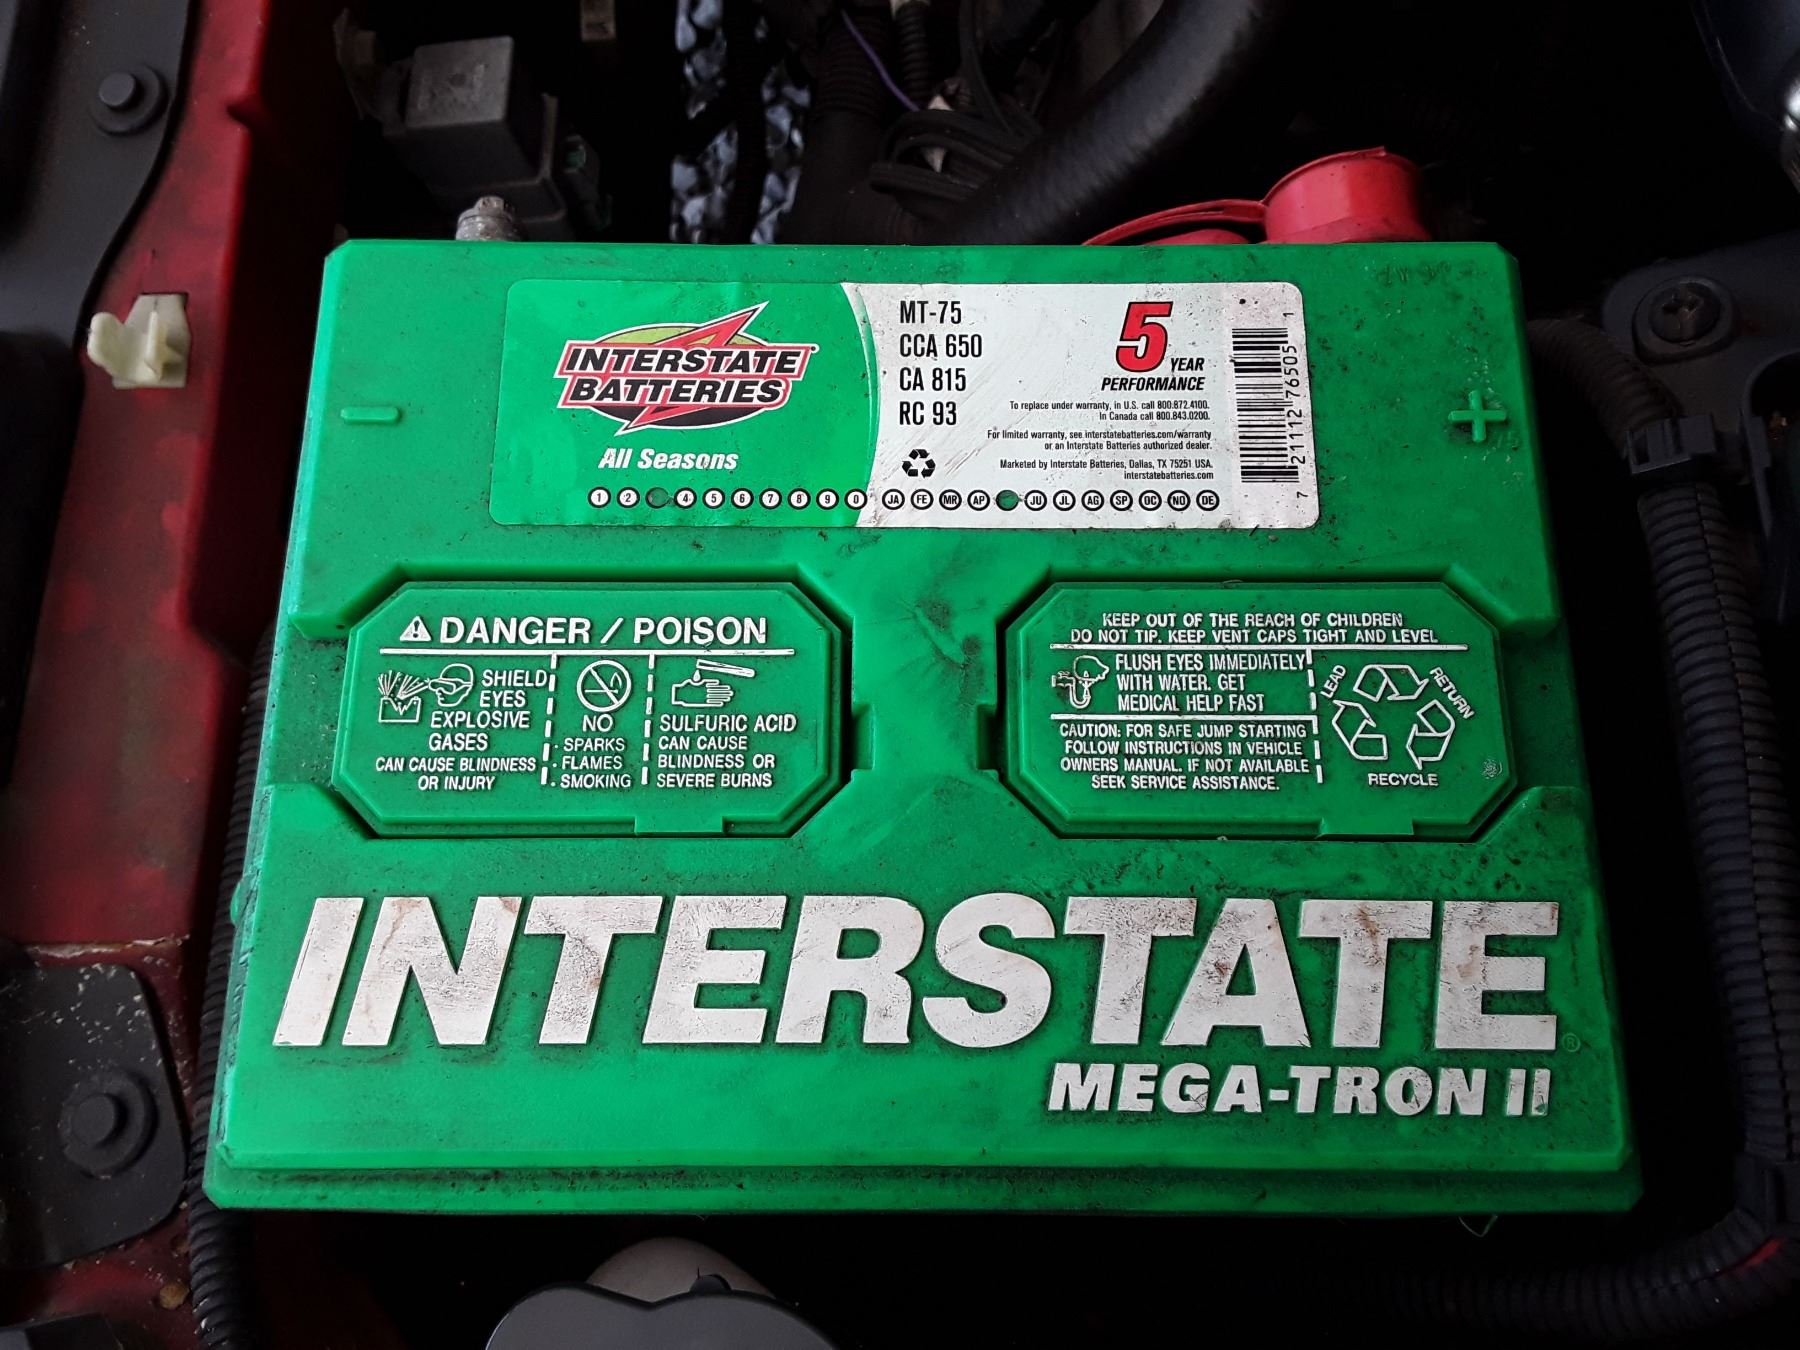 INTERSTATE
BATTERIES
All Seasons
MT-75
CCA 650
CA 815
RC 93
5
YEAR
PERFORMANCE
To replace under warranty, in U.S. call 800.872.4100.
In Canada call 800.843.0200.
For limited warranty, see interstatebatteries.com/warranty
or an Interstate Batteries authorized dealer.
Marketed by Interstate Batteries, Dallas, TX 75251 USA.
interstatebatteries.com
7 21112 76505 1
1 2 4 5 6 7 8 9 0 JA FE MR AP JU JL AG SP OC NO DE
- +
DANGER / POISON
SHIELD
EYES
EXPLOSIVE
GASES
CAN CAUSE BLINDNESS
OR INJURY
NO
· SPARKS
· FLAMES
· SMOKING
SULFURIC ACID
CAN CAUSE
BLINDNESS OR
SEVERE BURNS
KEEP OUT OF THE REACH OF CHILDREN
DO NOT TIP. KEEP VENT CAPS TIGHT AND LEVEL
FLUSH EYES IMMEDIATELY
WITH WATER. GET
MEDICAL HELP FAST
CAUTION: FOR SAFE JUMP STARTING
FOLLOW INSTRUCTIONS IN VEHICLE
OWNERS MANUAL. IF NOT AVAILABLE
SEEK SERVICE ASSISTANCE.
LEAD
RETURN
RECYCLE
INTERSTATE®
MEGA-TRON II